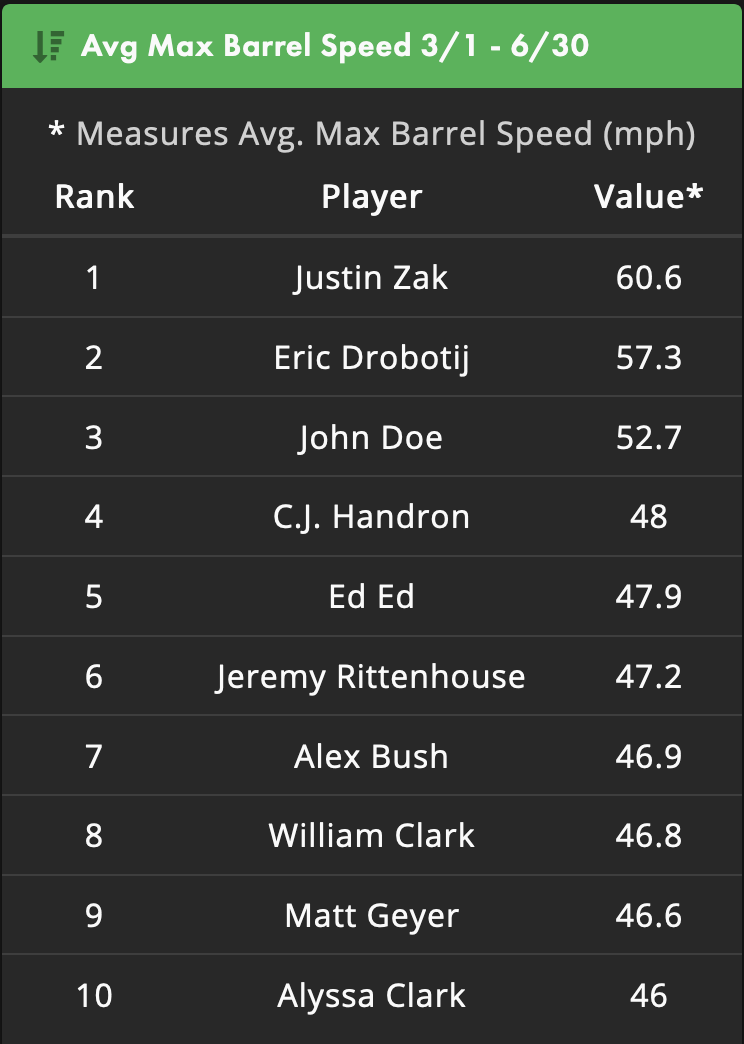 Avg Max Barrel Speed 3/1 - 6/30
* Measures Avg. Max Barrel Speed (mph)
Rank Player Value*
1 Justin Zak 60.6
2 Eric Drobotij 57.3
3 John Doe 52.7
4 C.J. Handron 48
5 Ed Ed 47.9
6 Jeremy Rittenhouse 47.2
7 Alex Bush 46.9
8 William Clark 46.8
9 Matt Geyer 46.6
10 Alyssa Clark 46